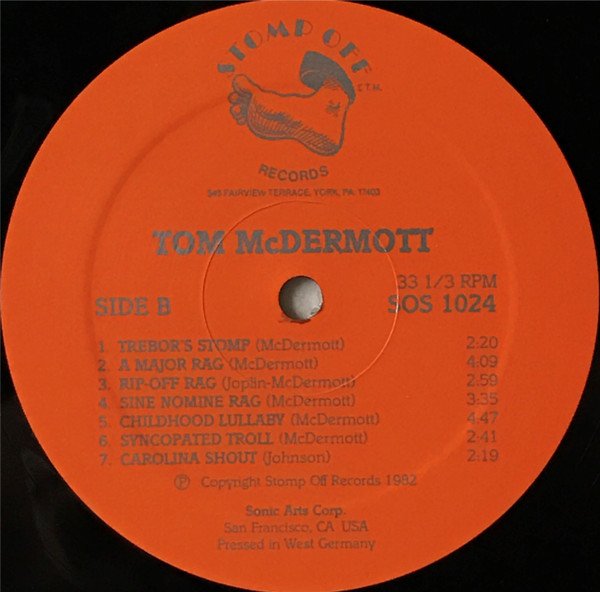 STOMP OFF
T.M.
RECORDS
549 FAIRVIEW TERRACE, YORK, PA 17403
TOM McDERMOTT
33 1/3 RPM
SIDE B SOS 1024
1. TREBOR'S STOMP (McDermott) 2:20
2. A MAJOR RAG (McDermott) 4:09
3. RIP-OFF RAG (Joplin-McDermott) 2:59
4. SINE NOMINE RAG (McDermott) 3:35
5. CHILDHOOD LULLABY (McDermott) 4:47
6. SYNCOPATED TROLL (McDermott) 2:41
7. CAROLINA SHOUT (Johnson) 2:19
Ⓟ Copyright Stomp Off Records 1982
Sonic Arts Corp.
San Francisco, CA USA
Pressed in West Germany